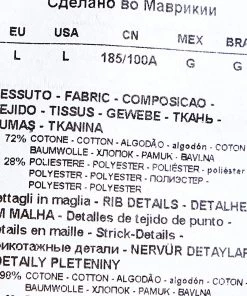 Сделано во Маврикии
EU USA CN MEX BRA
L L 185/100A G G
ESSUTO - FABRIC - COMPOSICAO -
EJIDO - TISSUS - GEWEBE - ТКАНЬ -
UMAŞ - TKANINA
72% COTONE - COTTON - ALGODÃO - algodón - COTON
BAUMWOLLE - ХЛОПОК - PAMUK - BAVLNA
28% POLIESTERE - POLYESTER - POLIÉSTER - poliéster
POLYESTER - POLYESTER - ПОЛИЭСТЕР -
POLYESTER - POLYESTER
ettagli in maglia - RIB DETAILS - DETALHE
M MALHA - Detalles de tejido de punto -
etails en maille - Strick-Details -
рикотажные детали - NERVÜR DETAYLAR
DETAILY PLETENINY
98% COTONE - COTTON - ALGODÃO - algodón - COTON
BAUMWOLLE - ХЛОПОК - PAMUK - BAVLNA